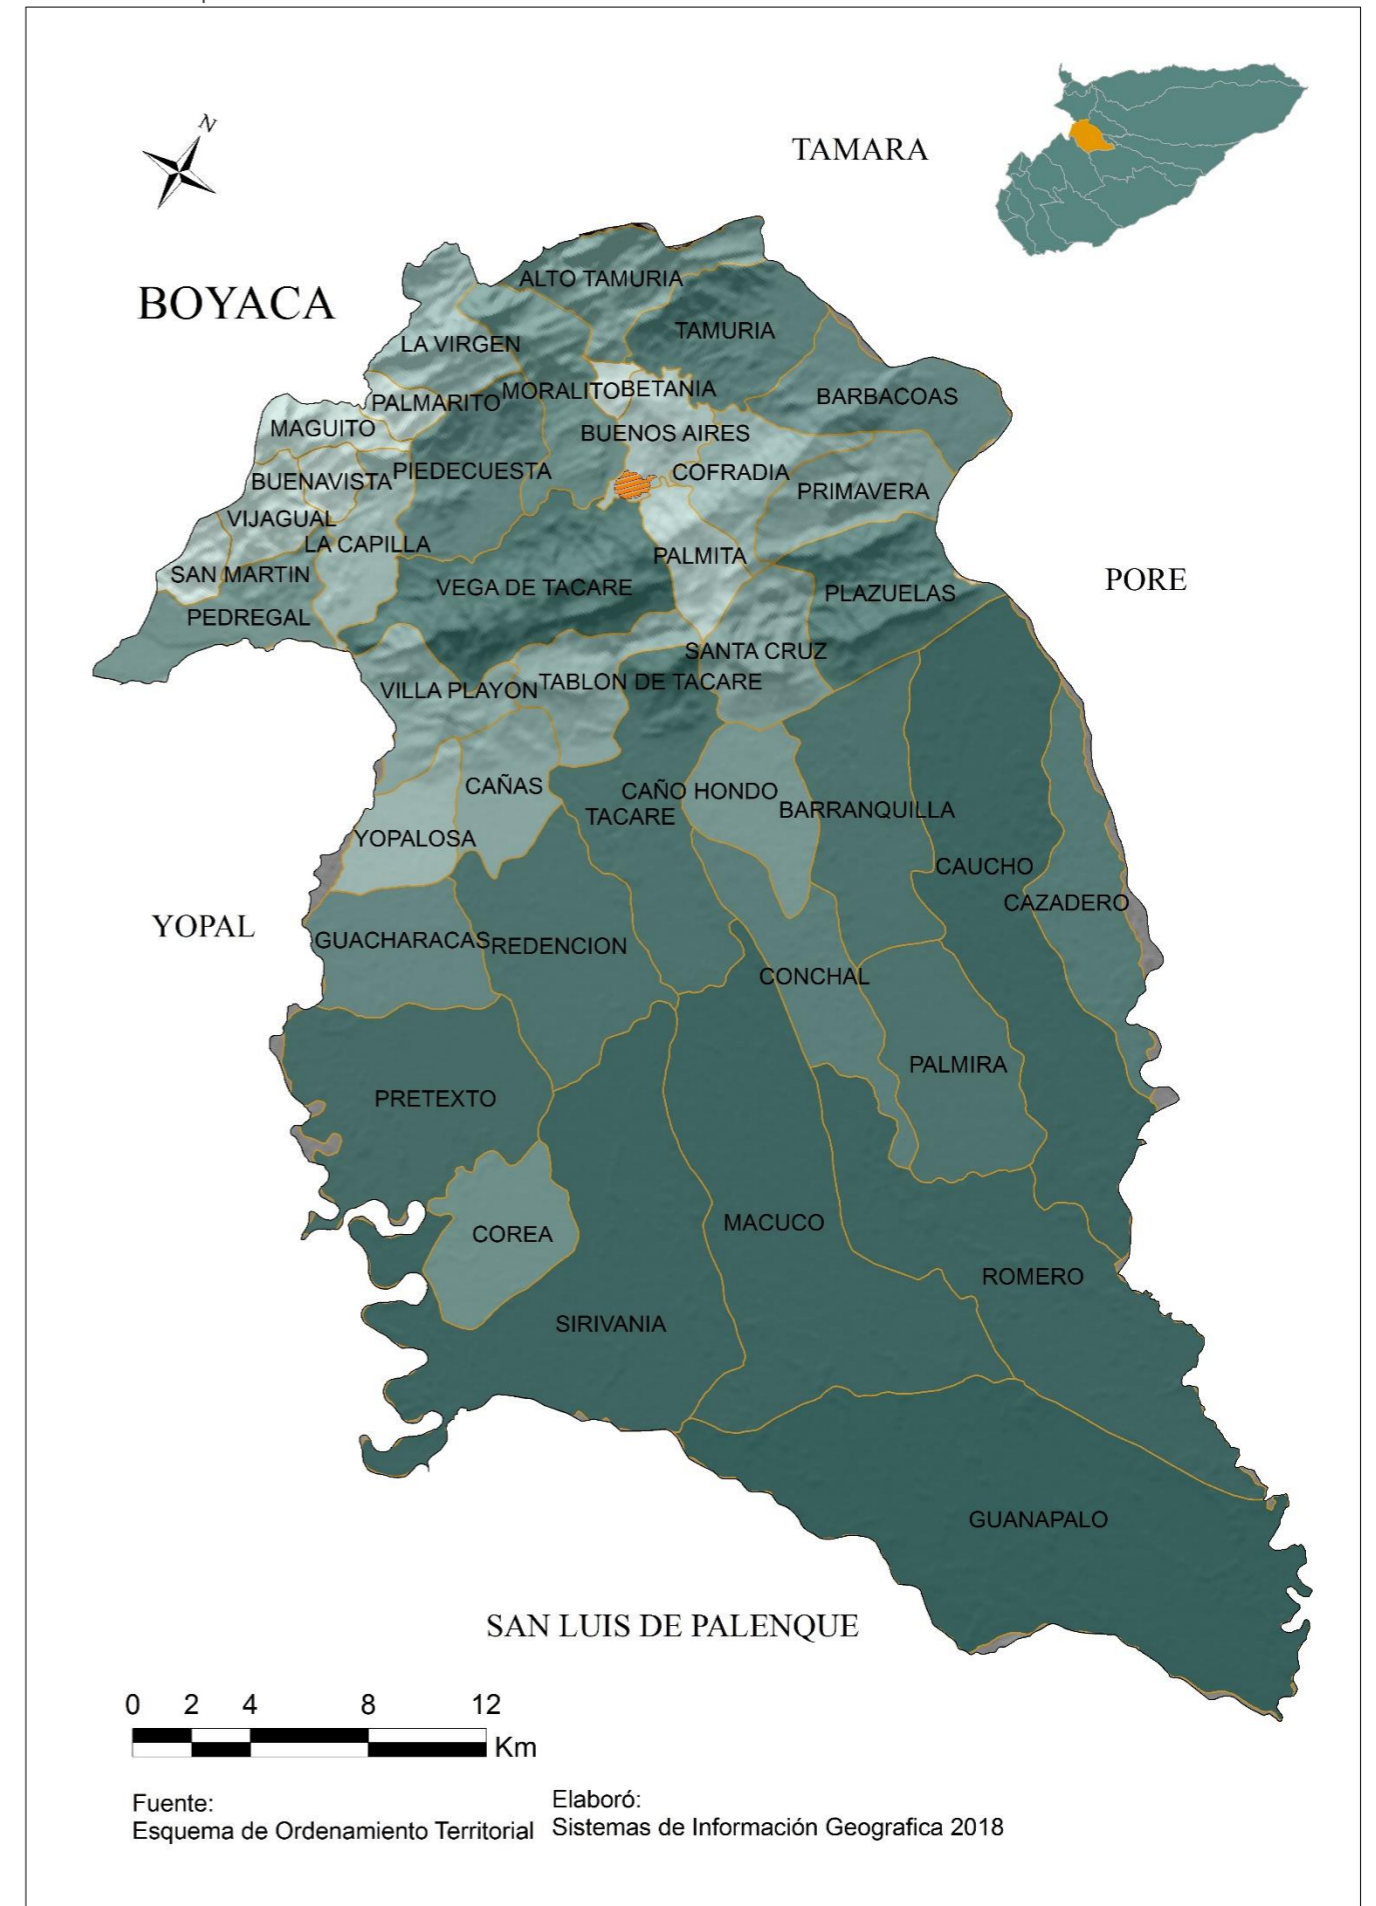 N
TAMARA
BOYACA
ALTO TAMURIA
TAMURIA
LA VIRGEN
MORALITO
BETANIA
BARBACOAS
PALMARITO
MAGUITO
BUENOS AIRES
PIEDECUESTA
COFRADIA
BUENAVISTA
PRIMAVERA
VIJAGUAL
LA CAPILLA
PALMITA
SAN MARTIN
VEGA DE TACARE
PLAZUELAS
PORE
PEDREGAL
SANTA CRUZ
VILLA PLAYON
TABLON DE TACARE
CAÑAS
CAÑO HONDO
TACARE
BARRANQUILLA
YOPALOSA
CAUCHO
CAZADERO
YOPAL
GUACHARACAS
REDENCION
CONCHAL
PALMIRA
PRETEXTO
COREA
MACUCO
ROMERO
SIRIVANIA
GUANAPALO
SAN LUIS DE PALENQUE
0 2 4 8 12
Km
Fuente:
Esquema de Ordenamiento Territorial
Elaboró:
Sistemas de Información Geografica 2018